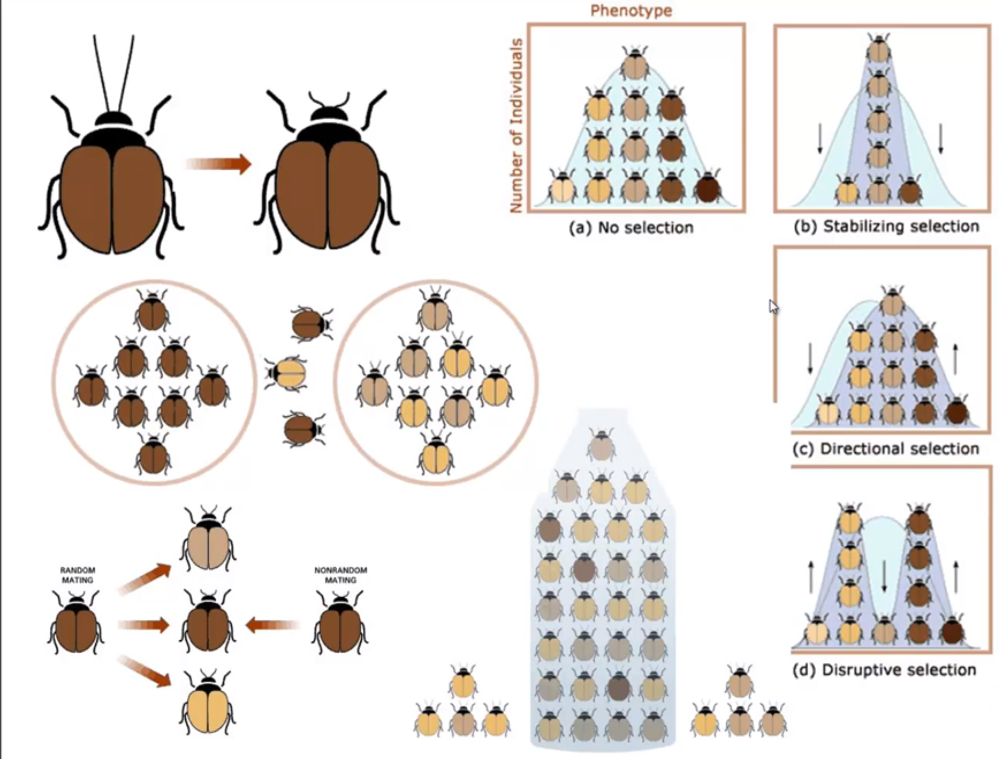 Phenotype
Number of Individuals
(a) No selection
(b) Stabilizing selection
(c) Directional selection
RANDOM
MATING
NONRANDOM
MATING
(d) Disruptive selection